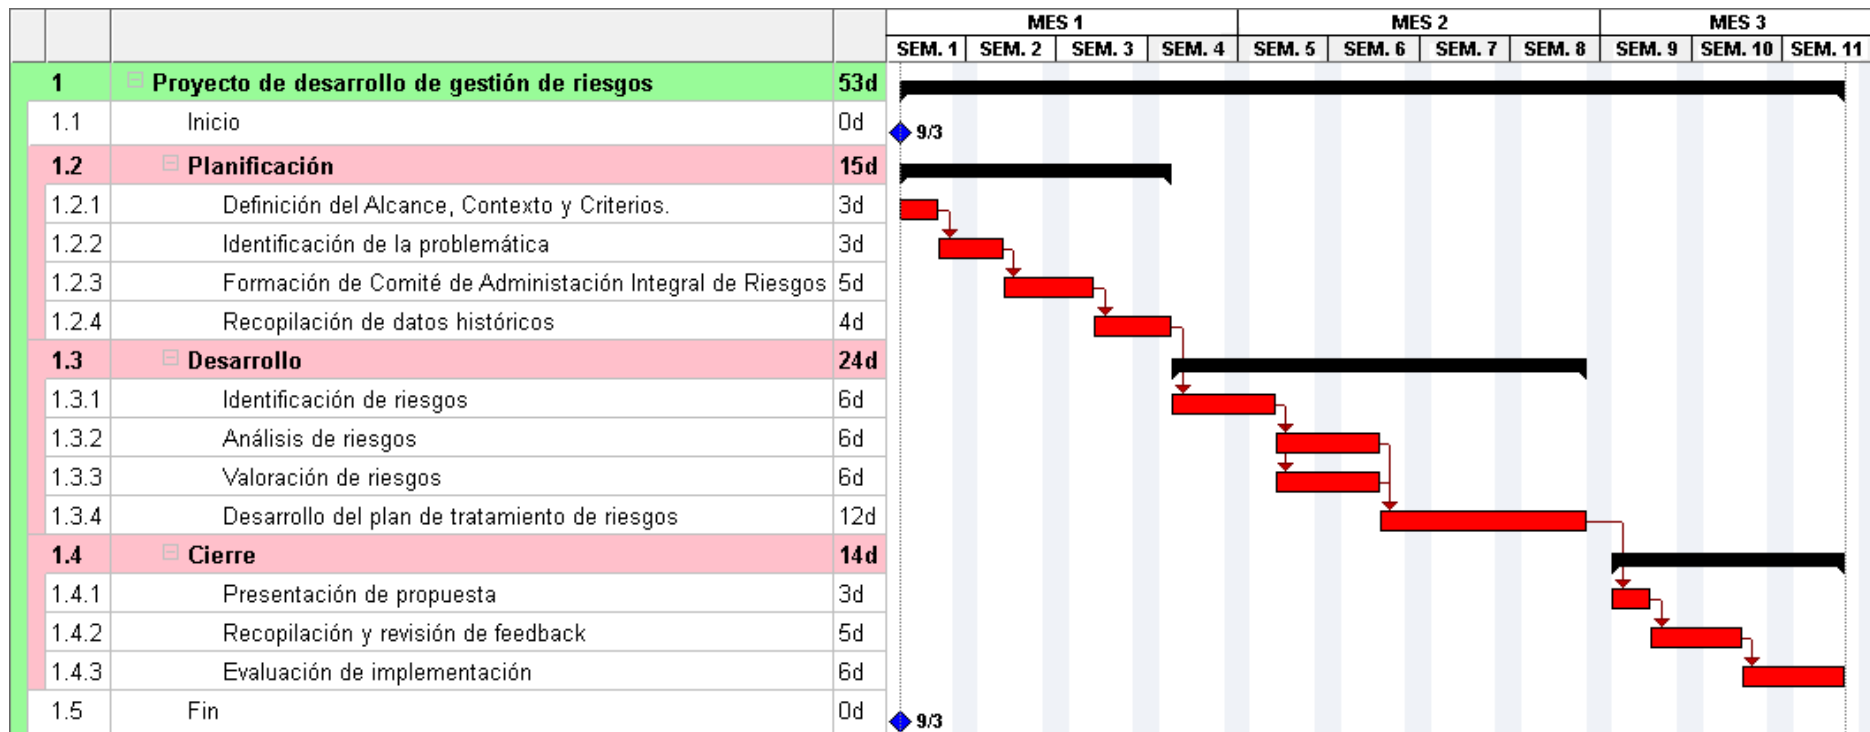 MES 1 MES 2 MES 3
SEM. 1 SEM. 2 SEM. 3 SEM. 4 SEM. 5 SEM. 6 SEM. 7 SEM. 8 SEM. 9 SEM. 10 SEM. 11
1 Proyecto de desarrollo de gestión de riesgos 53d
1.1 Inicio 0d 9/3
1.2 Planificación 15d
1.2.1 Definición del Alcance, Contexto y Criterios. 3d
1.2.2 Identificación de la problemática 3d
1.2.3 Formación de Comité de Administación Integral de Riesgos 5d
1.2.4 Recopilación de datos históricos 4d
1.3 Desarrollo 24d
1.3.1 Identificación de riesgos 6d
1.3.2 Análisis de riesgos 6d
1.3.3 Valoración de riesgos 6d
1.3.4 Desarrollo del plan de tratamiento de riesgos 12d
1.4 Cierre 14d
1.4.1 Presentación de propuesta 3d
1.4.2 Recopilación y revisión de feedback 5d
1.4.3 Evaluación de implementación 6d
1.5 Fin 0d 9/3